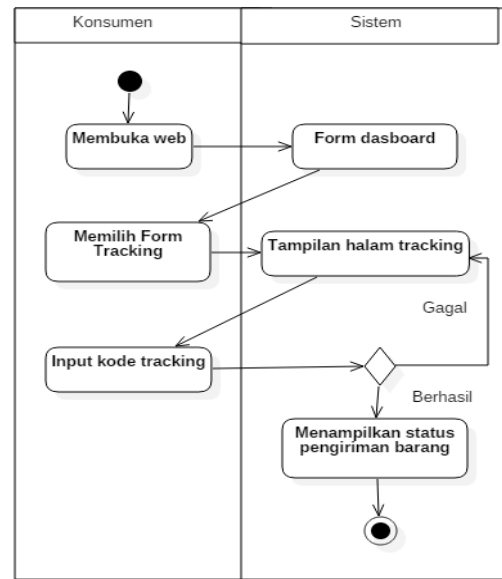 Konsumen
Sistem
Membuka web
Form dasboard
Memilih Form
Tracking
Tampilan halam tracking
Gagal
Input kode tracking
Berhasil
Menampilkan status
pengiriman barang